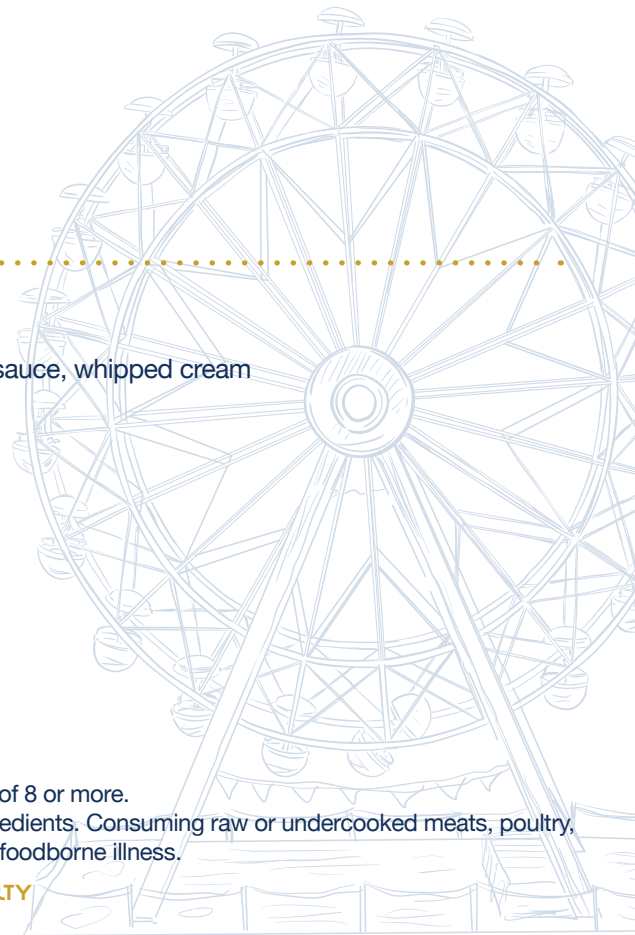 sauce, whipped cream
of 8 or more.
edients. Consuming raw or undercooked meats, poultry,
foodborne illness.
LTY